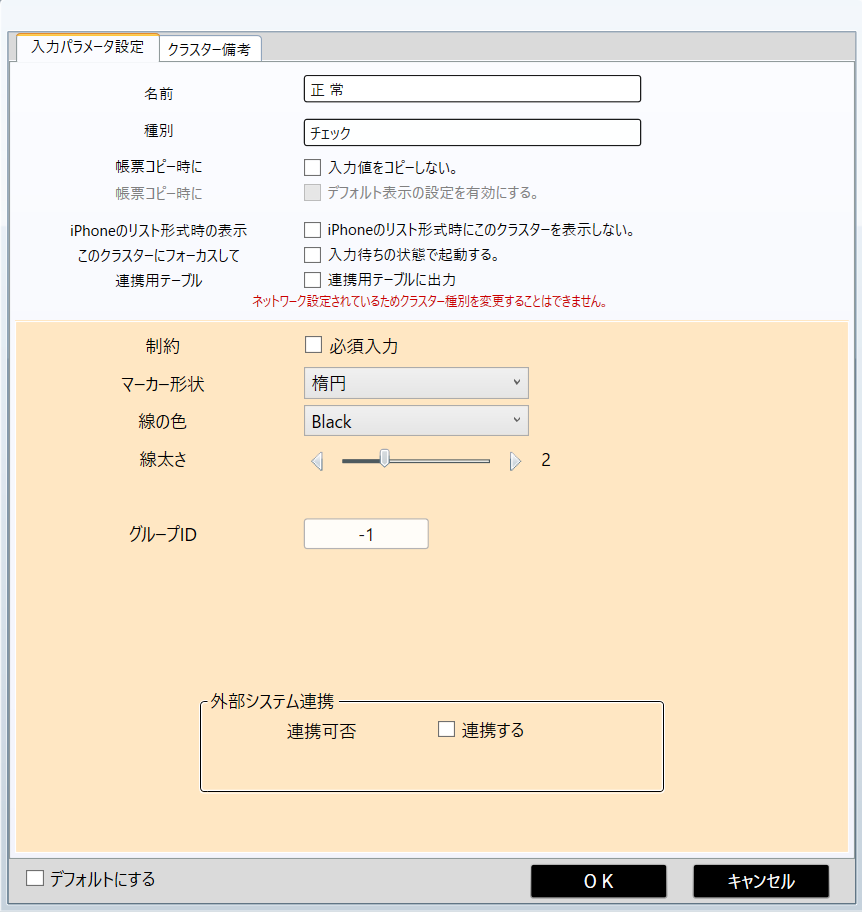 入力パラメータ設定 クラスター備考
名前 正常
種別 チェック
帳票コピー時に 入力値をコピーしない。
帳票コピー時に デフォルト表示の設定を有効にする。
iPhoneのリスト形式時の表示 iPhoneのリスト形式時にこのクラスターを表示しない。
このクラスターにフォーカスして 入力待ちの状態で起動する。
連携用テーブル 連携用テーブルに出力
ネットワーク設定されているためクラスター種別を変更することはできません。
制約 必須入力
マーカー形状 楕円
線の色 Black
線太さ 2
グループID -1
外部システム連携
連携可否 連携する
デフォルトにする OK キャンセル